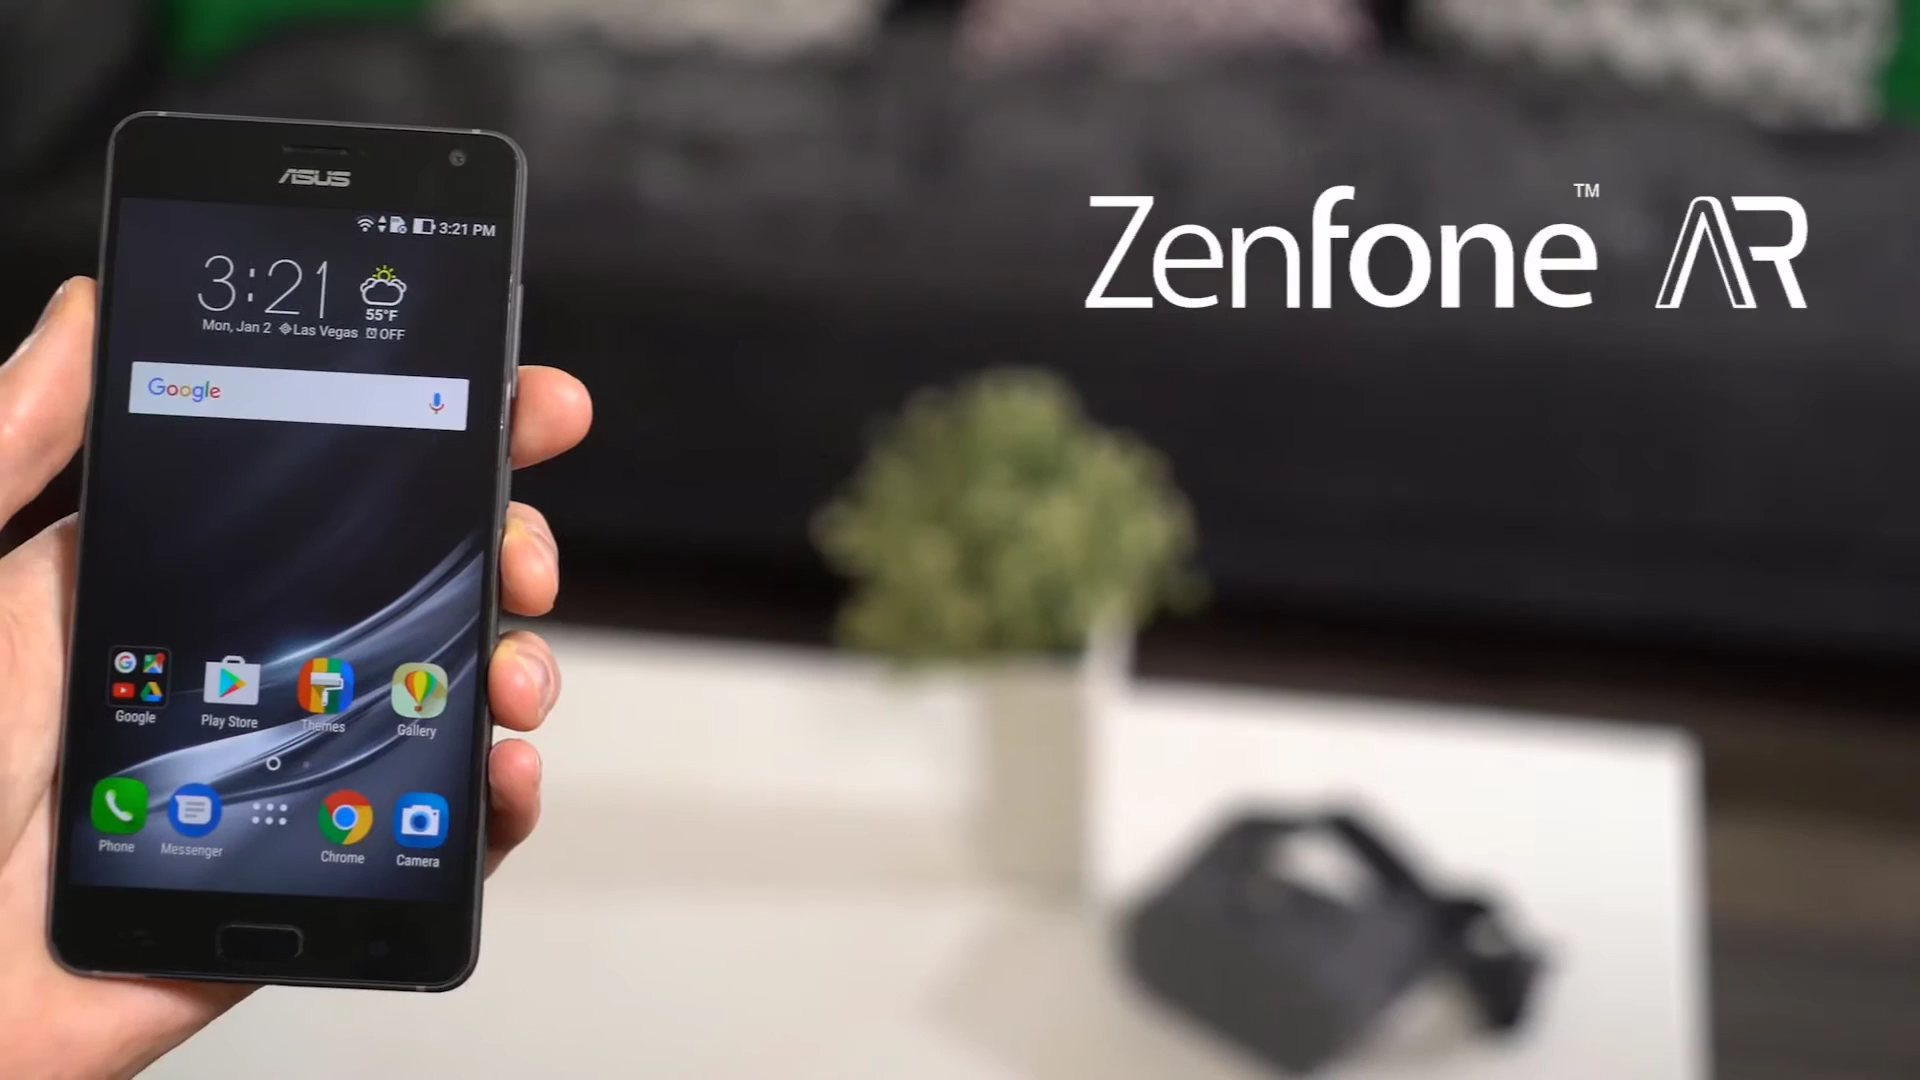 Zenfone™ AR
ASUS
3:21 PM
3:21
55°F
Mon, Jan 2 Las Vegas OFF
Google
Google Play Store Themes Gallery
Phone Messenger Chrome Camera